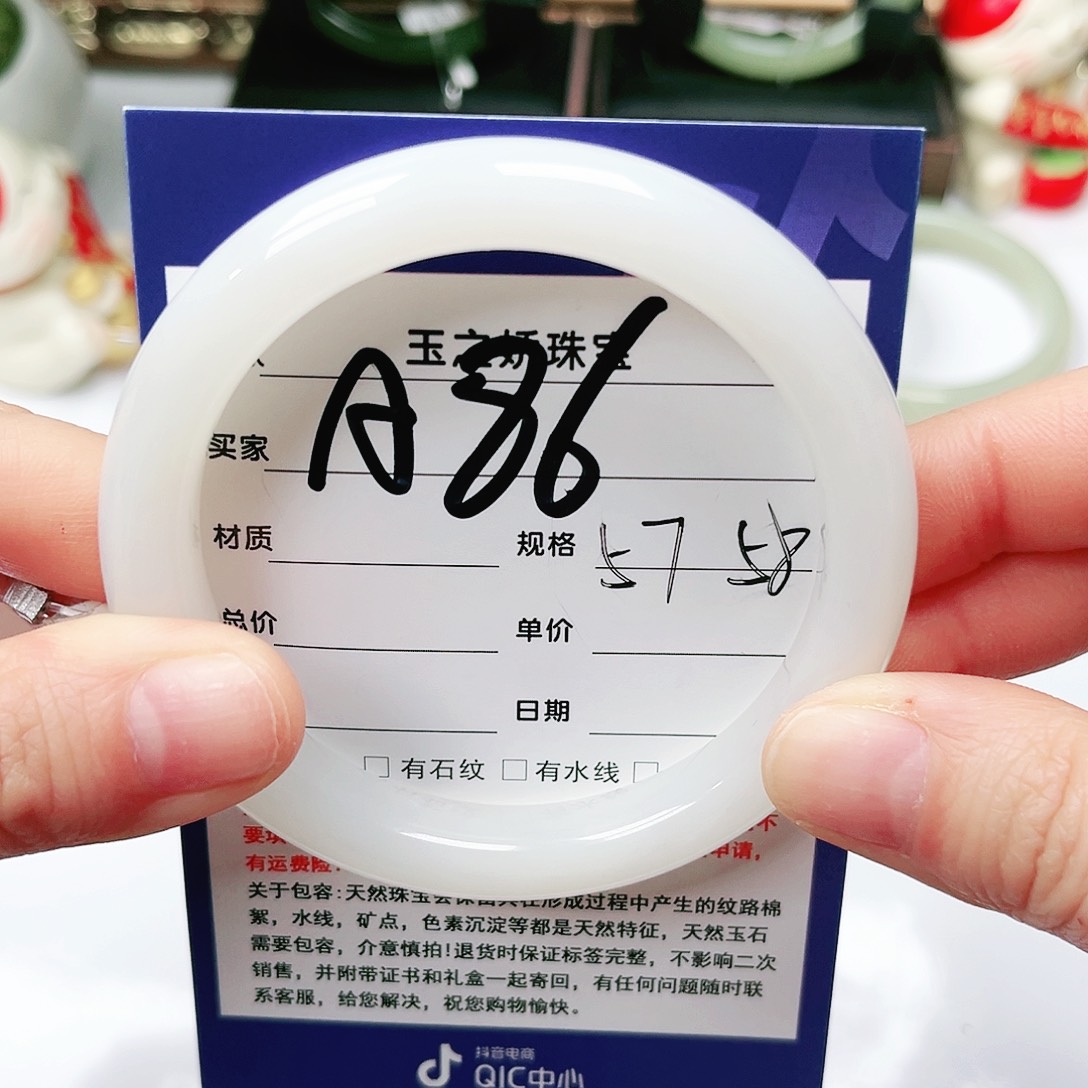 玉之娇珠宝
A86
买家
材质 规格 57 58
总价 单价
日期
□ 有石纹 □ 有水线 □
不
有运费险 申请,
关于包容:天然珠宝会保留其在形成过程中产生的纹路棉
絮,水线,矿点,色素沉淀等都是天然特征,天然玉石
需要包容,介意慎拍!退货时保证标签完整,不影响二次
销售,并附带证书和礼盒一起寄回,有任何问题随时联
系客服,给您解决,祝您购物愉快。
抖音电商
QIC中心